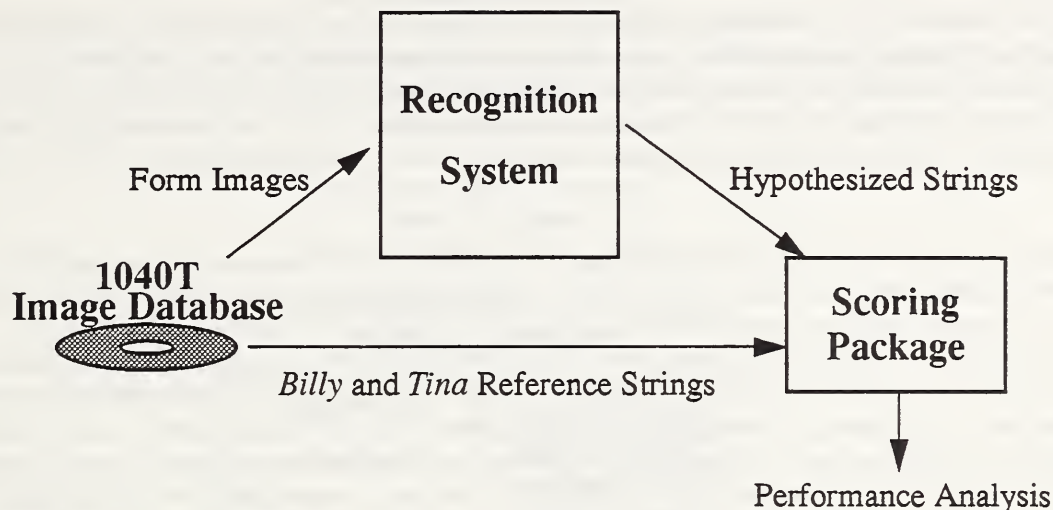 Recognition
System
Form Images
Hypothesized Strings
1040T
Image Database
Scoring
Package
Billy and Tina Reference Strings
Performance Analysis